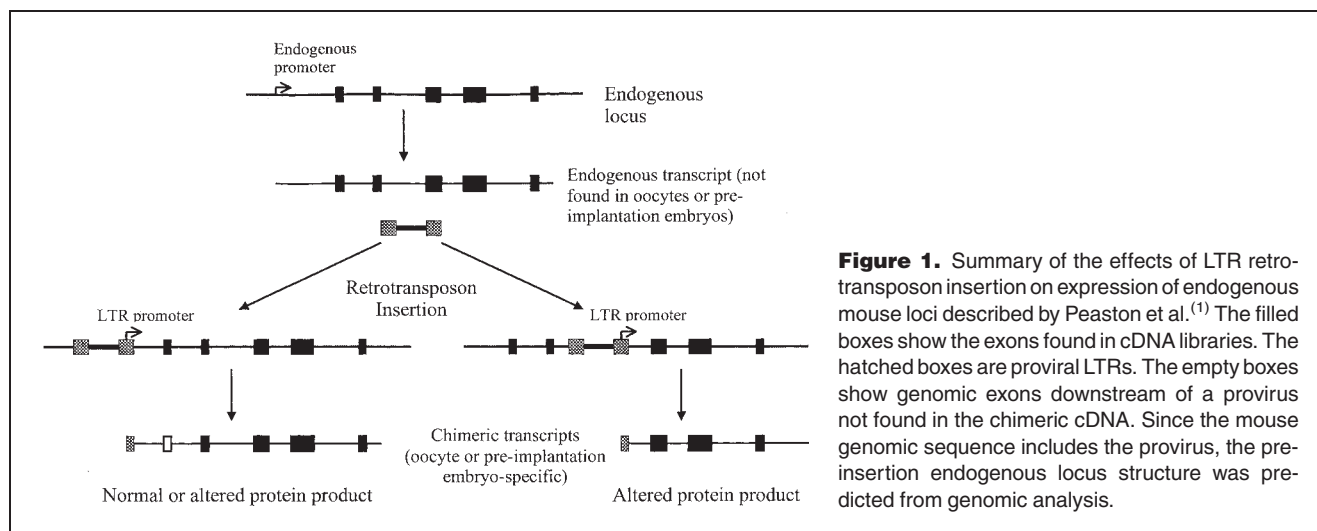 Endogenous
promoter
Endogenous
locus
Endogenous transcript (not
found in oocytes or pre-
implantation embryos)
Retrotransposon
Insertion
LTR promoter
LTR promoter
Chimeric transcripts
(oocyte or pre-implantation
embryo-specific)
Normal or altered protein product
Altered protein product
Figure 1. Summary of the effects of LTR retro-
transposon insertion on expression of endogenous
mouse loci described by Peaston et al.(1) The filled
boxes show the exons found in cDNA libraries. The
hatched boxes are proviral LTRs. The empty boxes
show genomic exons downstream of a provirus
not found in the chimeric cDNA. Since the mouse
genomic sequence includes the provirus, the pre-
insertion endogenous locus structure was pre-
dicted from genomic analysis.